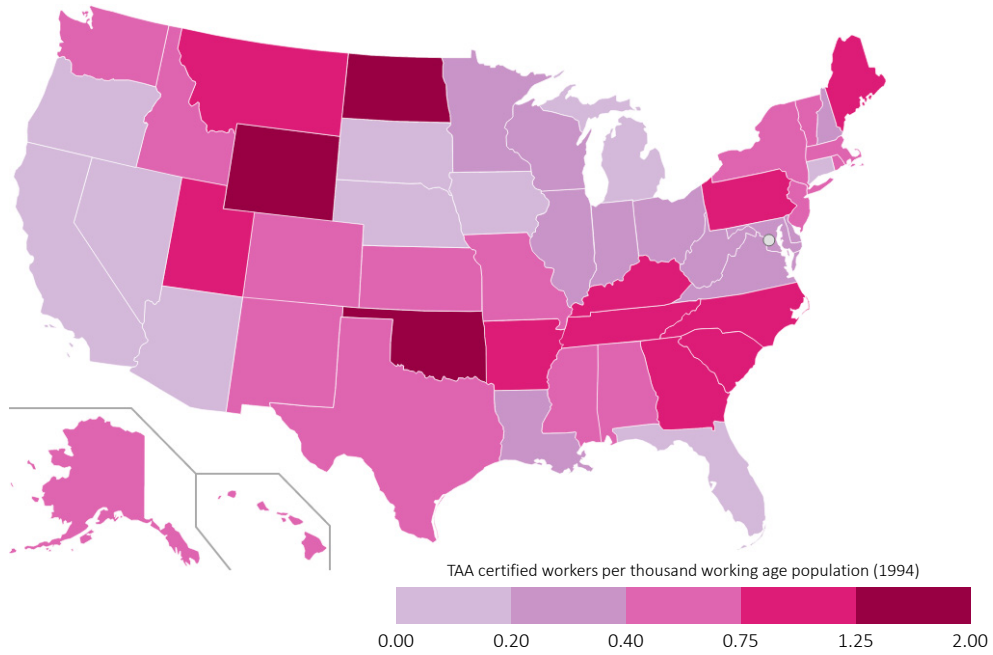 TAA certified workers per thousand working age population (1994)
0.00 0.20 0.40 0.75 1.25 2.00